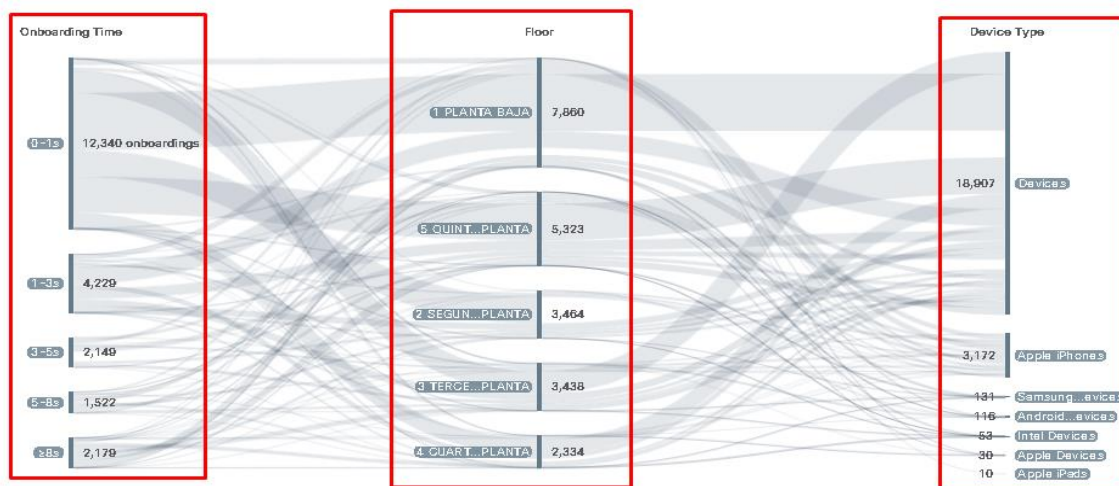 Onboarding Time
0-1s
12,340 onboardings
1-3s
4,229
3-5s
2,149
5-8s
1,522
≥8s
2,179
Floor
1 PLANTA BAJA
7,860
5 QUINT...PLANTA
5,323
2 SEGUN...PLANTA
3,464
3 TERCE...PLANTA
3,438
4 CUART...PLANTA
2,334
Device Type
18,907
Devices
3,172
Apple iPhones
131
Samsung...evices
116
Android...evices
53
Intel Devices
30
Apple Devices
10
Apple iPads